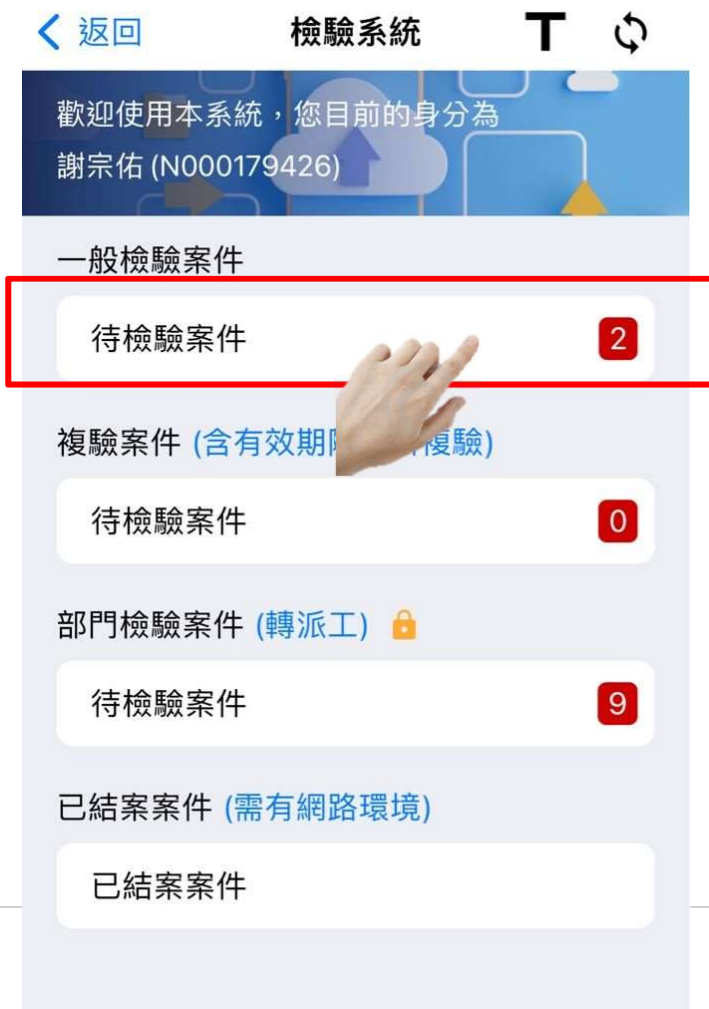 返回 檢驗系統 T
歡迎使用本系統，您目前的身分為
謝宗佑 (N000179426)
一般檢驗案件
待檢驗案件 2
複驗案件 (含有效期 複驗)
待檢驗案件 0
部門檢驗案件 (轉派工)
待檢驗案件 9
已結案案件 (需有網路環境)
已結案案件